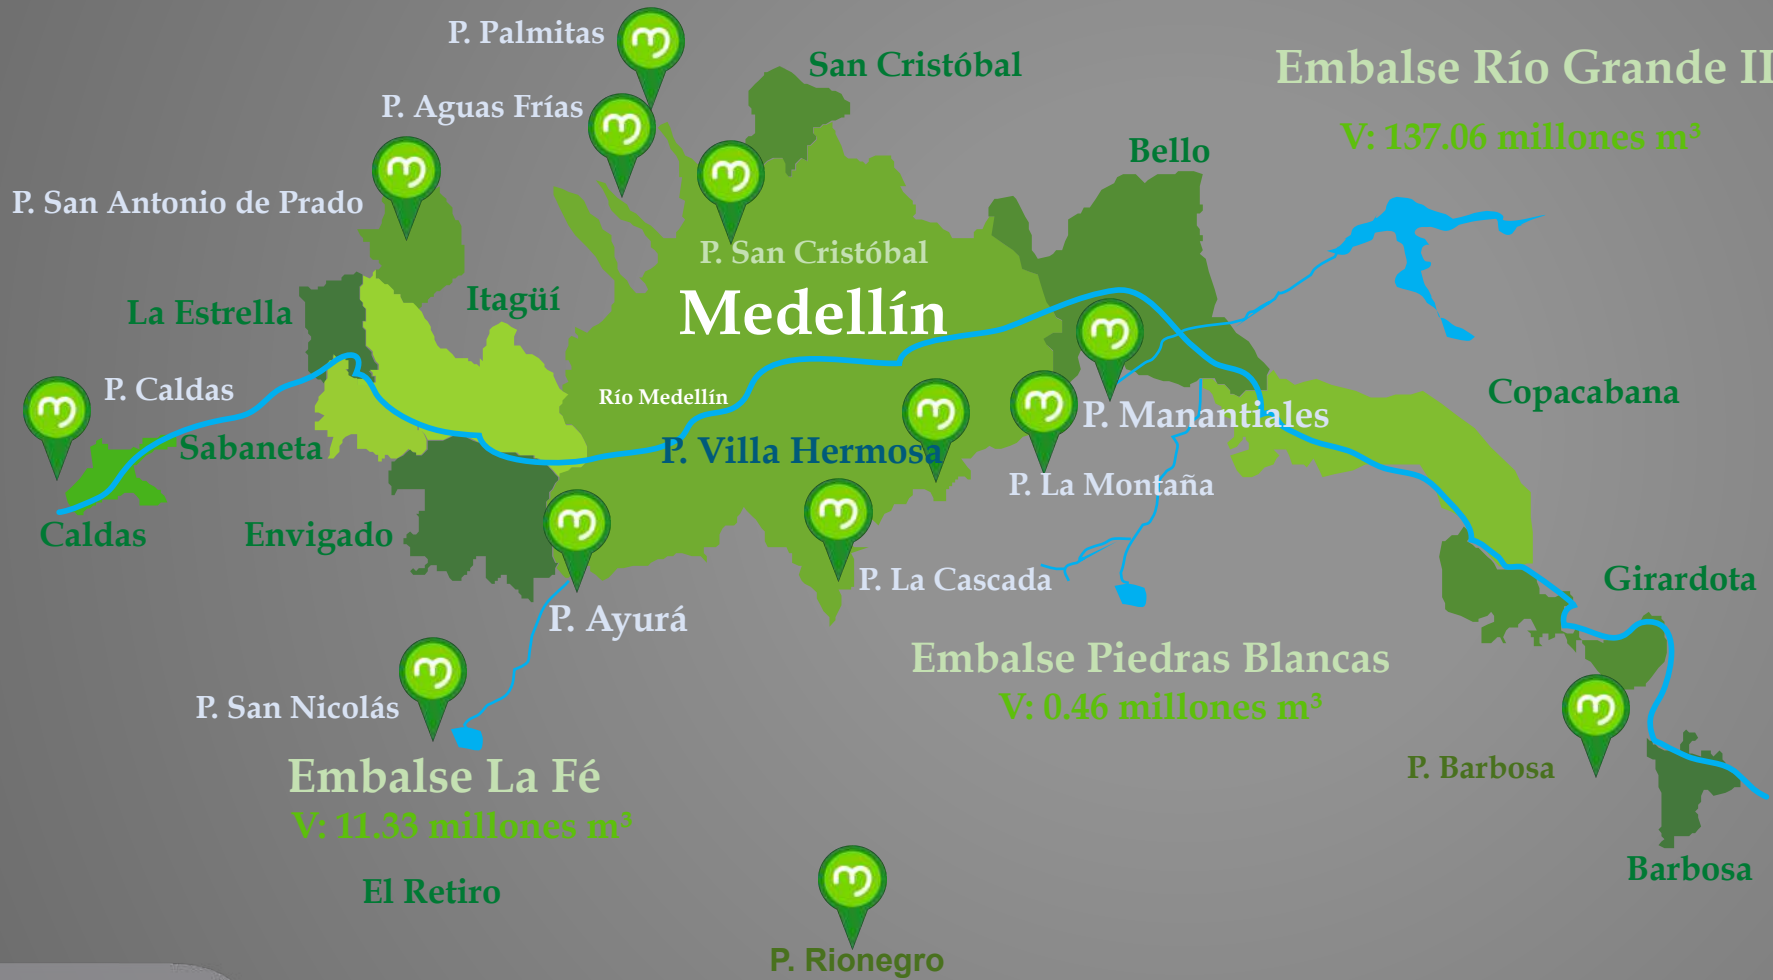 P. Palmitas
San Cristóbal
Embalse Río Grande II
P. Aguas Frías
V: 137.06 millones m³
Bello
P. San Antonio de Prado
P. San Cristóbal
La Estrella
Itagüí
Medellín
P. Caldas
Río Medellín
Copacabana
P. Manantiales
Sabaneta
P. Villa Hermosa
P. La Montaña
Caldas
Envigado
P. La Cascada
Girardota
P. Ayurá
Embalse Piedras Blancas
V: 0.46 millones m³
P. San Nicolás
Embalse La Fé
V: 11.33 millones m³
P. Barbosa
Barbosa
El Retiro
P. Rionegro